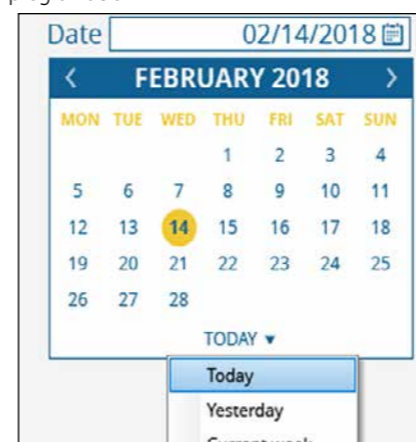 Date 02/14/2018
FEBRUARY 2018
MON TUE WED THU FRI SAT SUN
1 2 3 4
5 6 7 8 9 10 11
12 13 14 15 16 17 18
19 20 21 22 23 24 25
26 27 28
TODAY ▼
Today
Yesterday